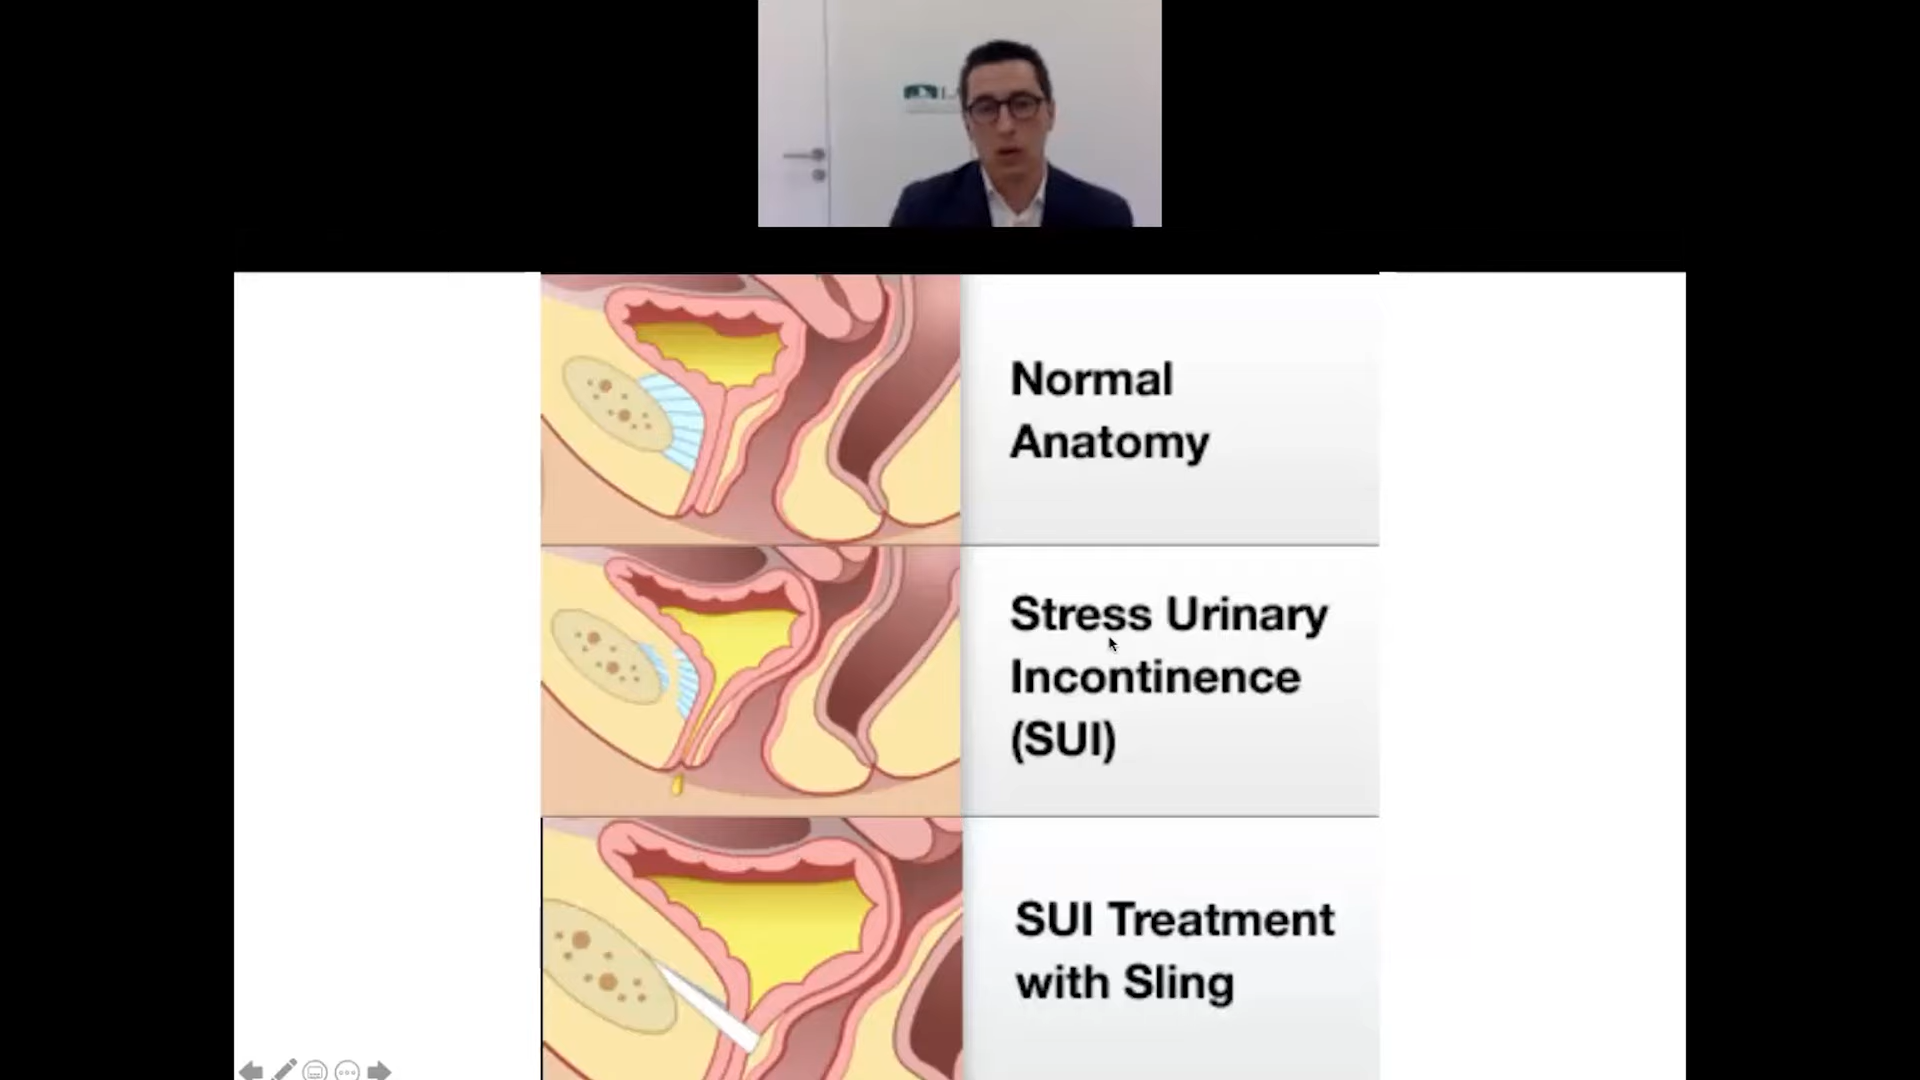 Normal
Anatomy
Stress Urinary
Incontinence
(SUI)
SUI Treatment
with Sling